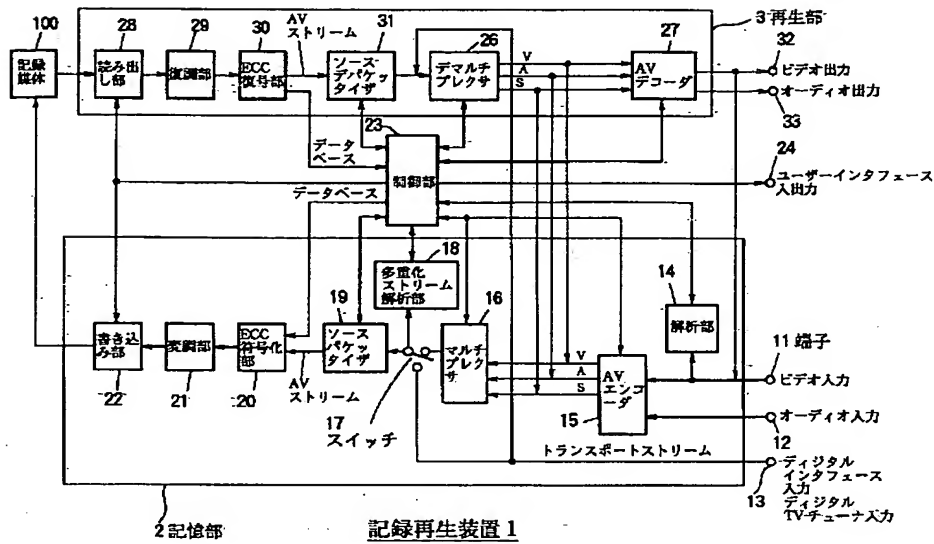 100
記録
媒体
28
読み出
し部
29
復調部
30
ECC
復号部
AV
ストリーム
31
ソース
デパケッ
タイザ
26
デマルチ
プレクサ
V
A
S
27
AV
デコーダ
3 再生部
32
ビデオ出力
オーディオ出力
33
23
制御部
データ
ベース
データベース
24
ユーザーインタフェース
入出力
18
多重化
ストリーム
解析部
14
解析部
19
ソース
パケッ
タイザ
16
マルチ
プレク
サ
V
A
S
AV
エンコ
ーダ
15
11 端子
ビデオ入力
オーディオ入力
12
書き込
み部
22
変調部
21
ECC
符号化
部
20
AV
ストリーム
17
スイッチ
トランスポートストリーム
13
ディジタル
インタフェース
入力
ディジタル
TVチューナ入力
2 記憶部
記録再生装置1